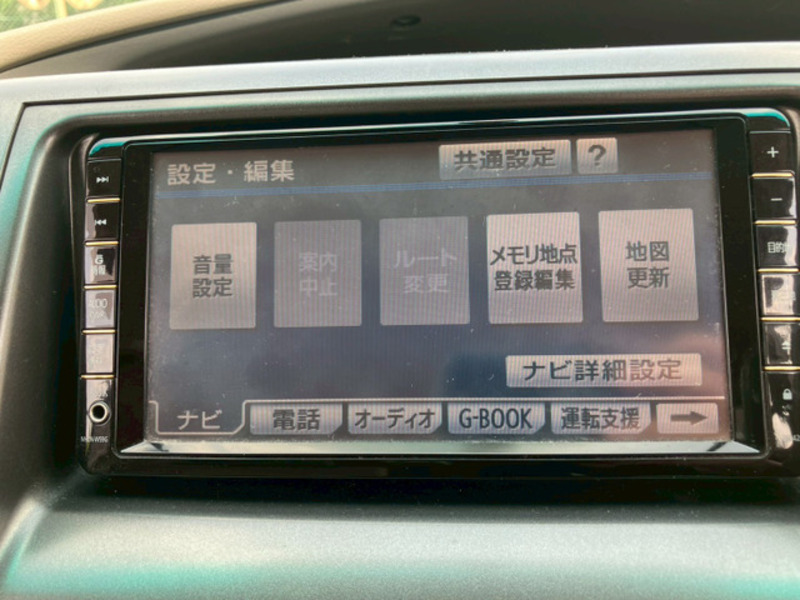 設定・編集
共通設定
?
音量
設定
案内
中止
ルート
変更
メモリ地点
登録編集
地図
更新
ナビ詳細設定
ナビ
電話
オーディオ
G-BOOK
運転支援
+
−
目的